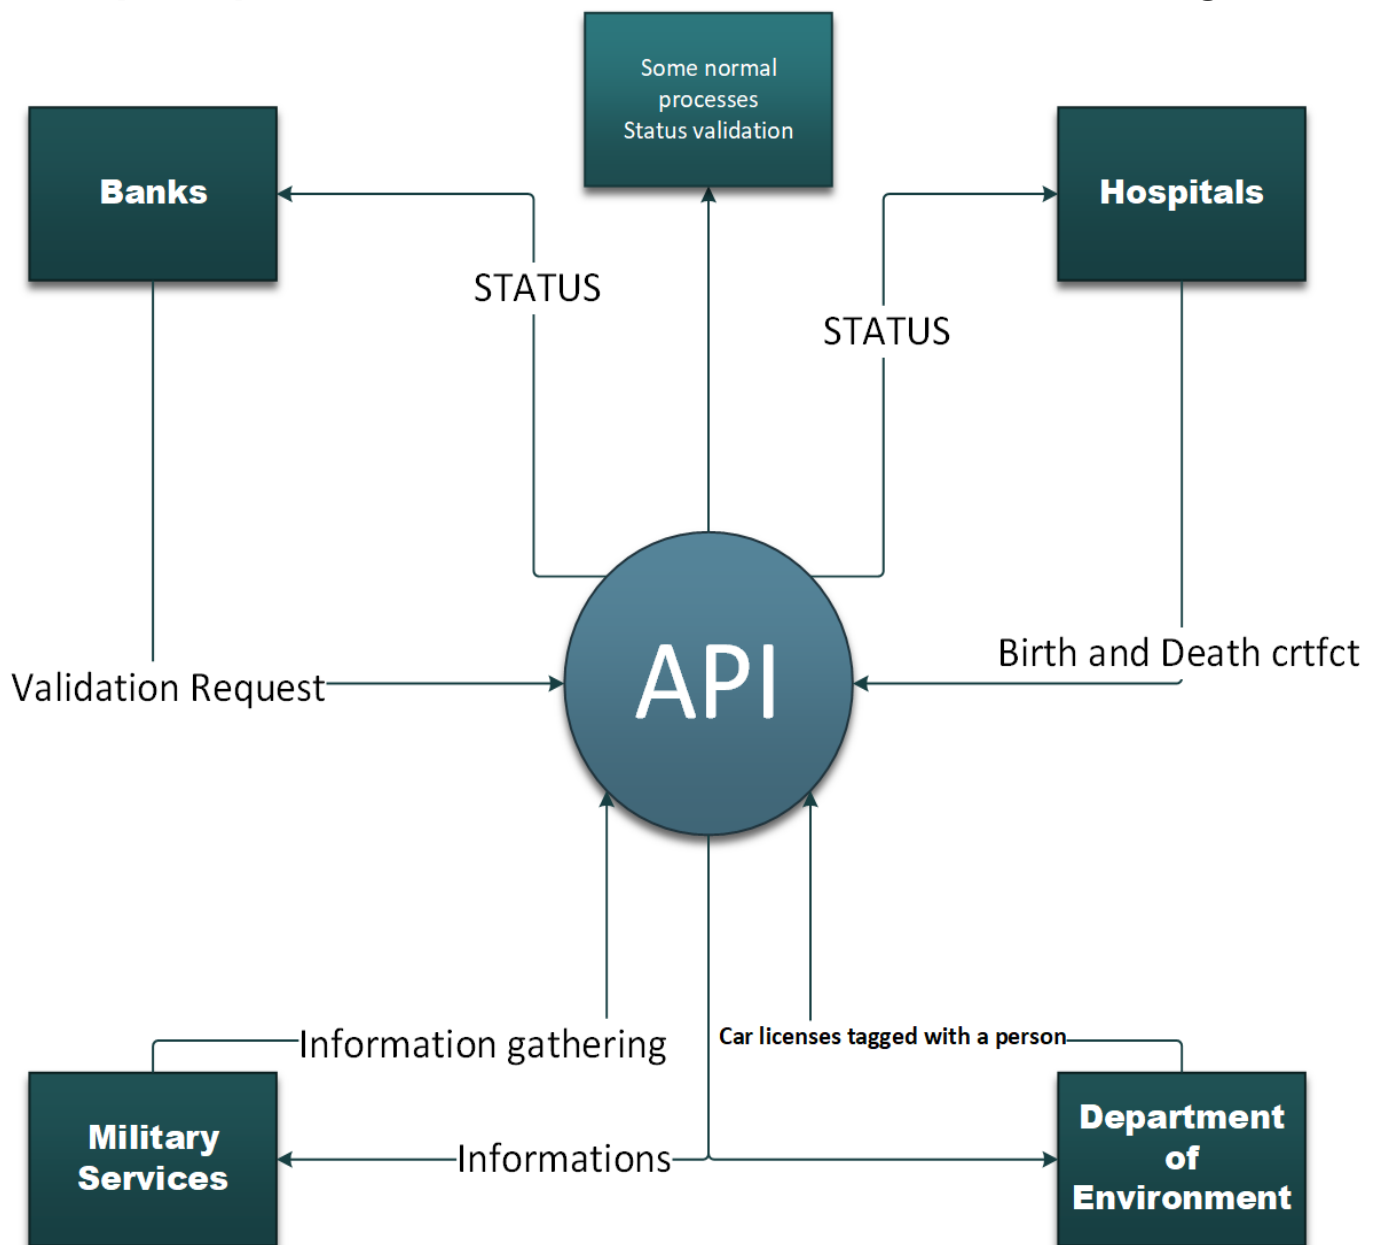 Some normal
processes
Status validation
Banks
Hospitals
STATUS
STATUS
API
Birth and Death crtfct
Validation Request
Information gathering
Car licenses tagged with a person
Military
Services
Informations
Department
of
Environment